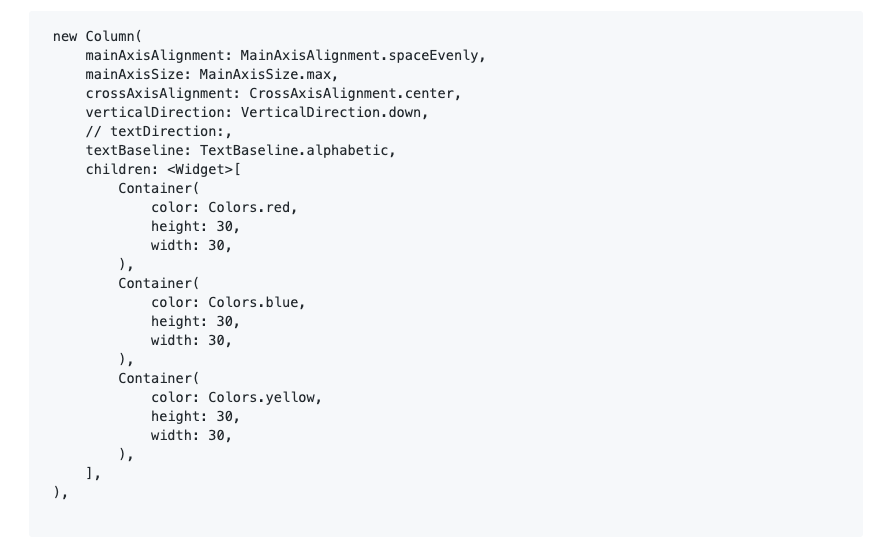 new Column(
    mainAxisAlignment: MainAxisAlignment.spaceEvenly,
    mainAxisSize: MainAxisSize.max,
    crossAxisAlignment: CrossAxisAlignment.center,
    verticalDirection: VerticalDirection.down,
    // textDirection:,
    textBaseline: TextBaseline.alphabetic,
    children: <Widget>[
        Container(
            color: Colors.red,
            height: 30,
            width: 30,
        ),
        Container(
            color: Colors.blue,
            height: 30,
            width: 30,
        ),
        Container(
            color: Colors.yellow,
            height: 30,
            width: 30,
        ),
    ],
),